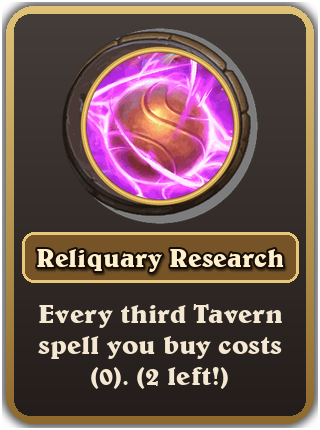 Reliquary Research
Every third Tavern
spell you buy costs
(0). (2 left!)